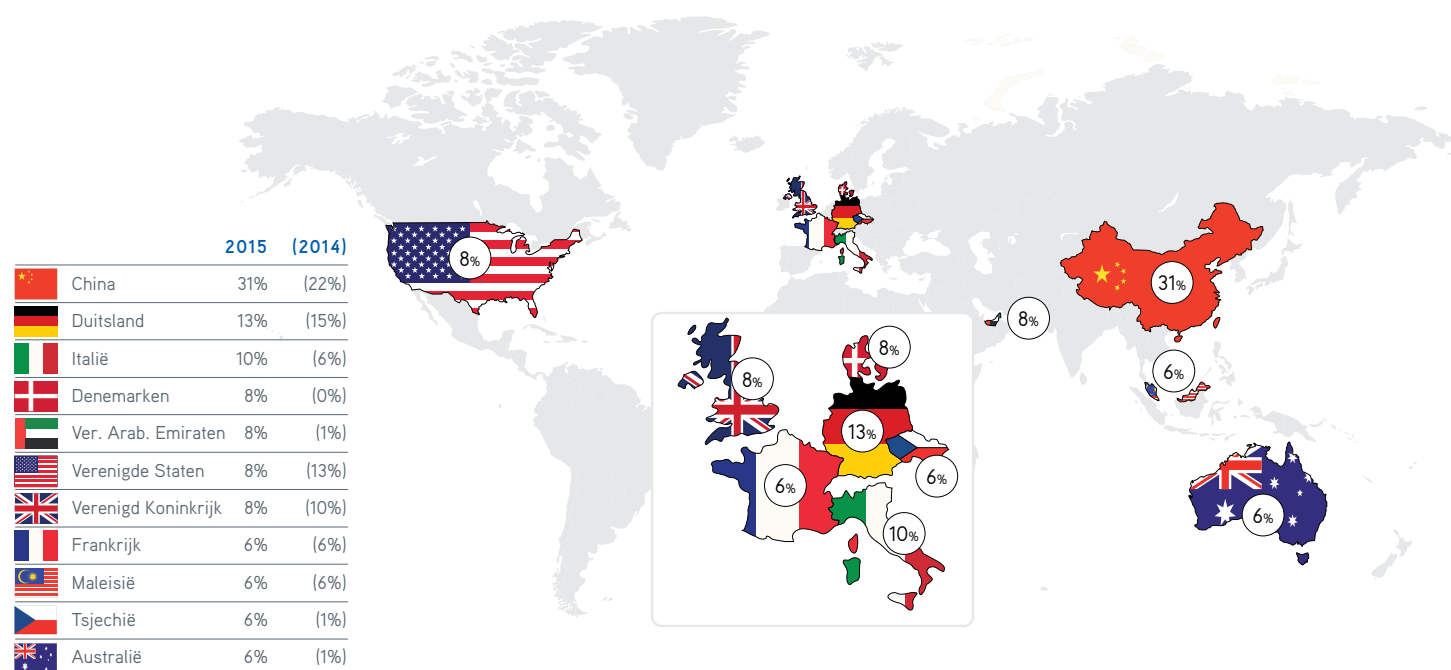 2015 (2014)
China 31% (22%)
Duitsland 13% (15%)
Italië 10% (6%)
Denemarken 8% (0%)
Ver. Arab. Emiraten 8% (1%)
Verenigde Staten 8% (13%)
Verenigd Koninkrijk 8% (10%)
Frankrijk 6% (6%)
Maleisië 6% (6%)
Tsjechië 6% (1%)
Australië 6% (1%)
8%
31%
8%
6%
8%
8%
13%
6%
6%
10%
6%